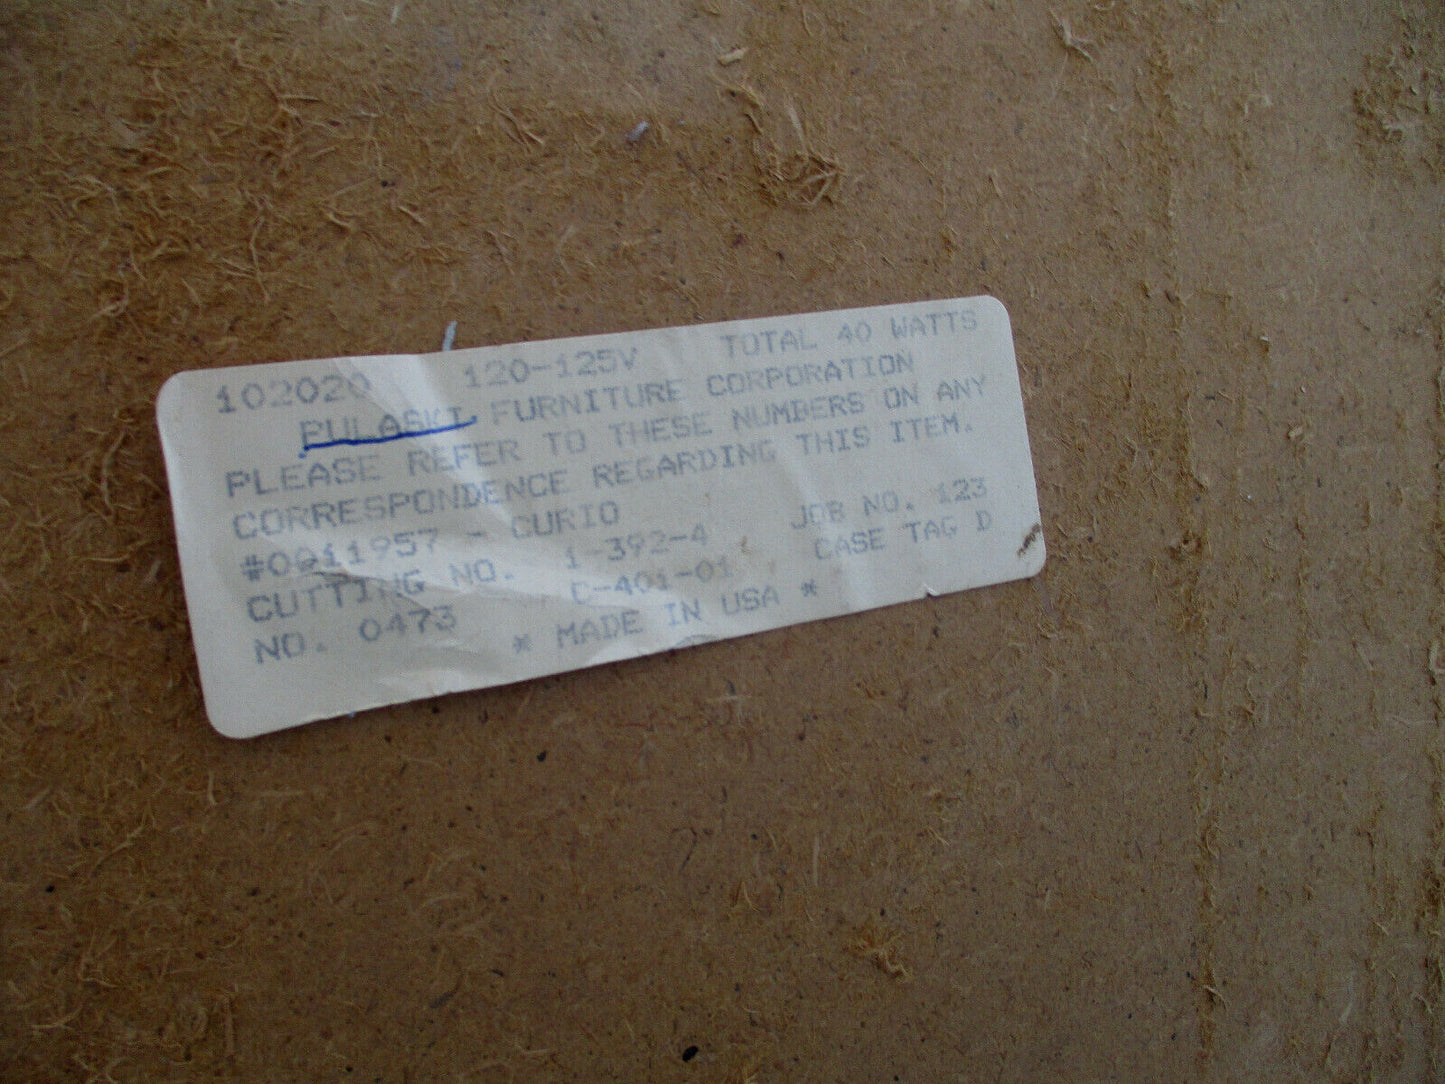 102020 120-125V TOTAL 40 WATTS
PULASKI FURNITURE CORPORATION
PLEASE REFER TO THESE NUMBERS ON ANY
CORRESPONDENCE REGARDING THIS ITEM.
#0011957 - CURIO
CUTTING NO. 1-392-4 JOB NO. 123
NO. 0473 C-401-01 CASE TAG D
* MADE IN USA *